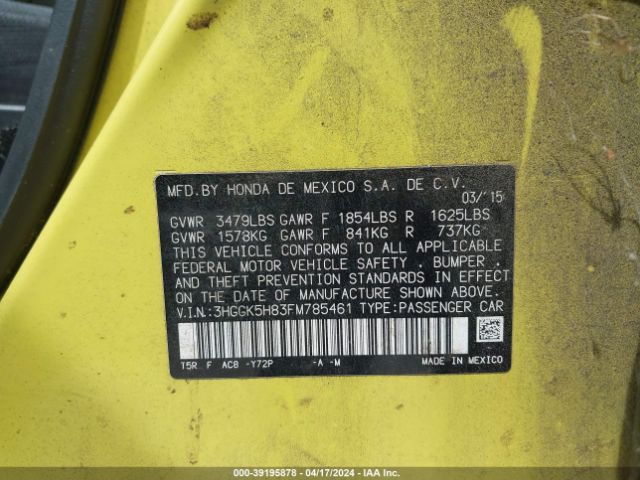 MFD.BY HONDA DE MEXICO S.A. DE C.V.
03/'15
GVWR 3479LBS GAWR F 1854LBS R 1625LBS
GVWR 1578KG GAWR F 841KG R 737KG
THIS VEHICLE CONFORMS TO ALL APPLICABLE
FEDERAL MOTOR VEHICLE SAFETY , BUMPER ,
AND THEFT PREVENTION STANDARDS IN EFFECT
ON THE DATE OF MANUFACTURE SHOWN ABOVE.
V.IN.:3HGGK5H83FM785461 TYPE:PASSENGER CAR
T5R F AC8 -Y72P -A -M MADE IN MEXICO
000-39195878 - 04/17/2024 - IAA Inc.